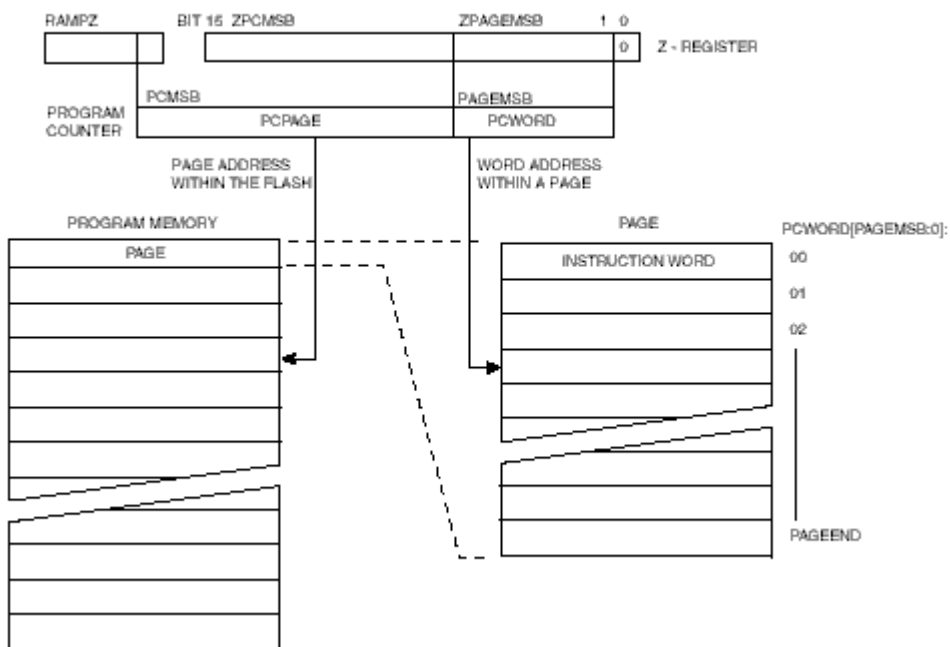 RAMPZ BIT 15 ZPCMSB ZPAGEMSB 1 0
0 Z - REGISTER
PCMSB PAGEMSB
PROGRAM COUNTER
PCPAGE PCWORD
PAGE ADDRESS
WITHIN THE FLASH
WORD ADDRESS
WITHIN A PAGE
PROGRAM MEMORY
PAGE
PAGE
PCWORD[PAGEMSB:0]:
INSTRUCTION WORD
00
01
02
PAGEEND